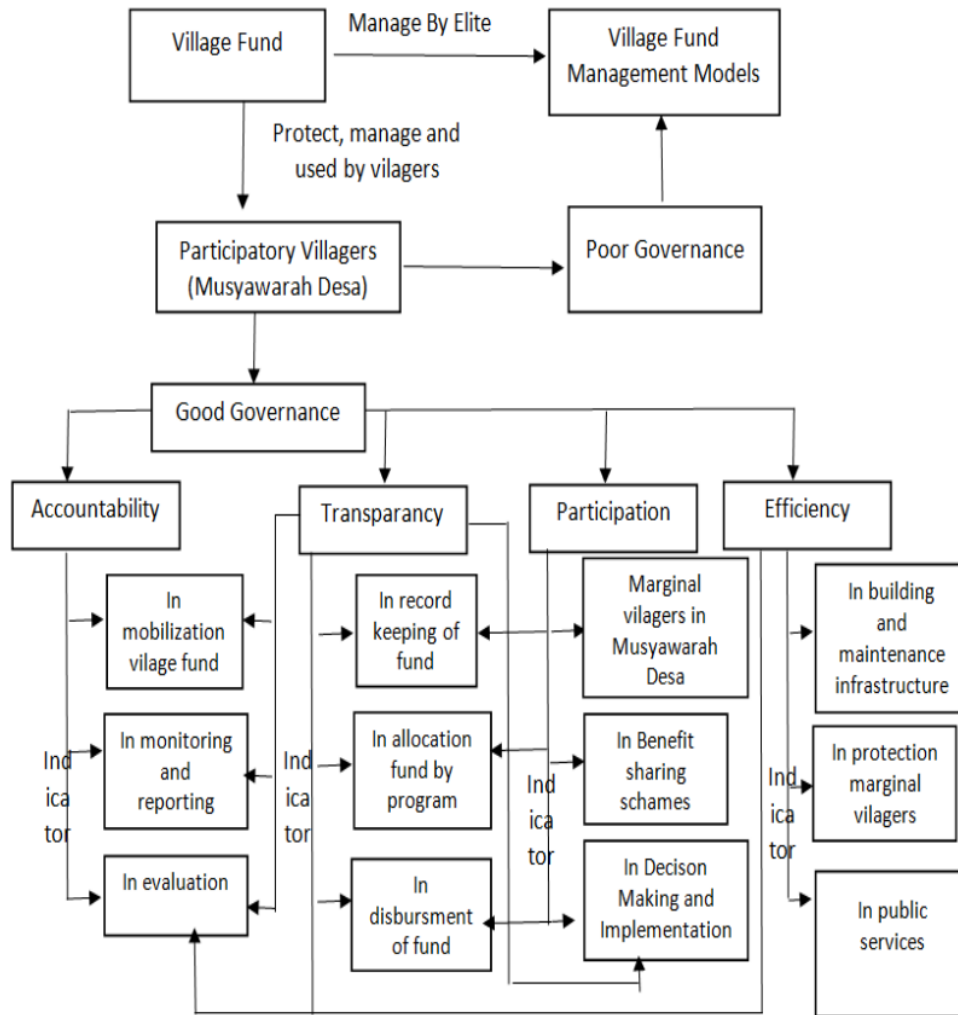 Village Fund
Manage By Elite
Village Fund
Management Models
Protect, manage and
used by vilagers
Participatory Villagers
(Musyawarah Desa)
Poor Governance
Good Governance
Accountability
Transparancy
Participation
Efficiency
In
mobilization
vilage fund
In record
keeping of
fund
Marginal
vilagers in
Musyawarah
Desa
In building
and
maintenance
infrastructure
In monitoring
and
reporting
In allocation
fund by
program
In Benefit
sharing
schames
In protection
marginal
vilagers
Ind
ica
tor
Ind
ica
tor
Ind
ica
tor
Ind
ica
tor
In evaluation
In
disbursment
of fund
In Decison
Making and
Implementation
In public
services